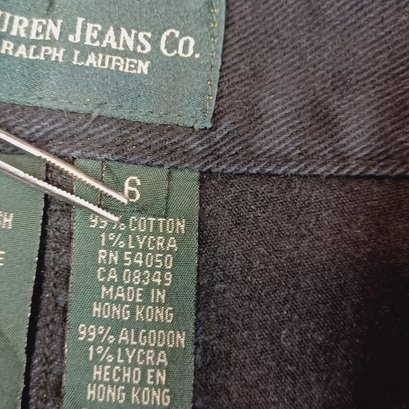 UREN JEANS CO.
RALPH LAUREN
6
99% COTTON
1% LYCRA
RN 54050
CA 08349
MADE IN
HONG KONG
99% ALGODON
1% LYCRA
HECHO EN
HONG KONG